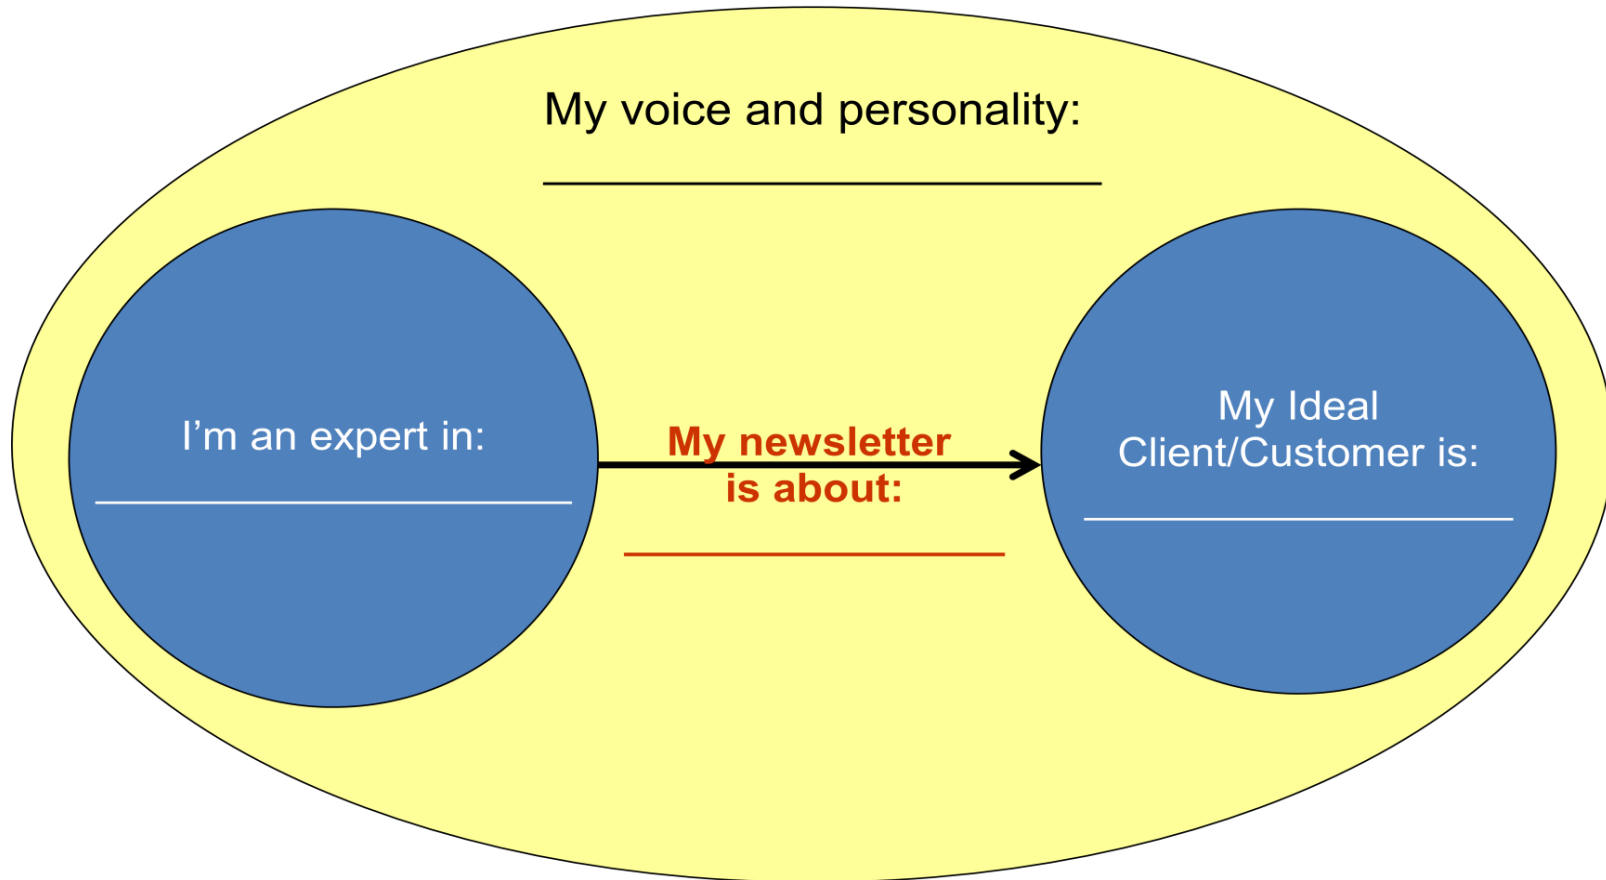 My voice and personality:
I’m an expert in:
My newsletter
is about:
My Ideal
Client/Customer is: